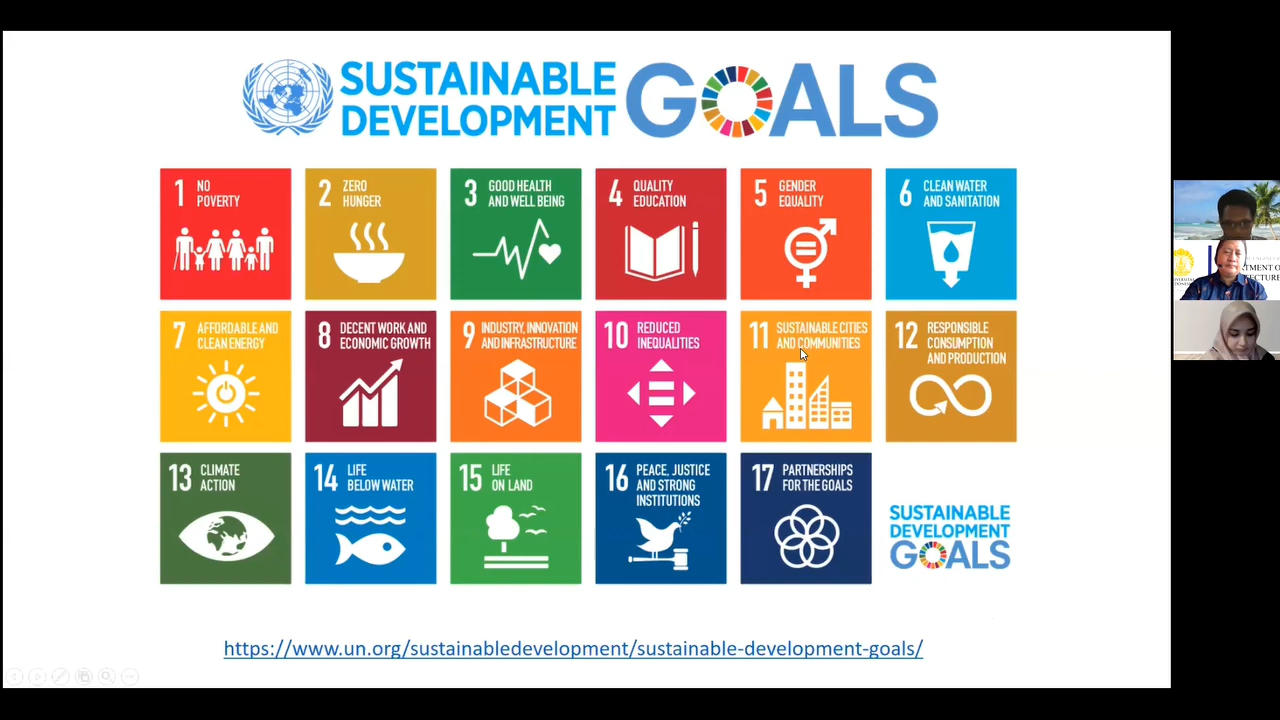 SUSTAINABLE
DEVELOPMENT
GOALS
1 NO
POVERTY
2 ZERO
HUNGER
3 GOOD HEALTH
AND WELL BEING
4 QUALITY
EDUCATION
5 GENDER
EQUALITY
6 CLEAN WATER
AND SANITATION
7 AFFORDABLE AND
CLEAN ENERGY
8 DECENT WORK AND
ECONOMIC GROWTH
9 INDUSTRY, INNOVATION
AND INFRASTRUCTURE
10 REDUCED
INEQUALITIES
11 SUSTAINABLE CITIES
AND COMMUNITIES
12 RESPONSIBLE
CONSUMPTION
AND PRODUCTION
13 CLIMATE
ACTION
14 LIFE
BELOW WATER
15 LIFE
ON LAND
16 PEACE, JUSTICE
AND STRONG
INSTITUTIONS
17 PARTNERSHIPS
FOR THE GOALS
SUSTAINABLE
DEVELOPMENT
GOALS
https://www.un.org/sustainabledevelopment/sustainable-development-goals/